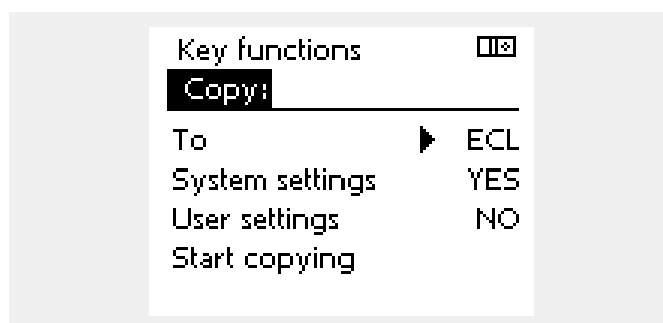 Key functions
Copy:
To ECL
System settings YES
User settings NO
Start copying